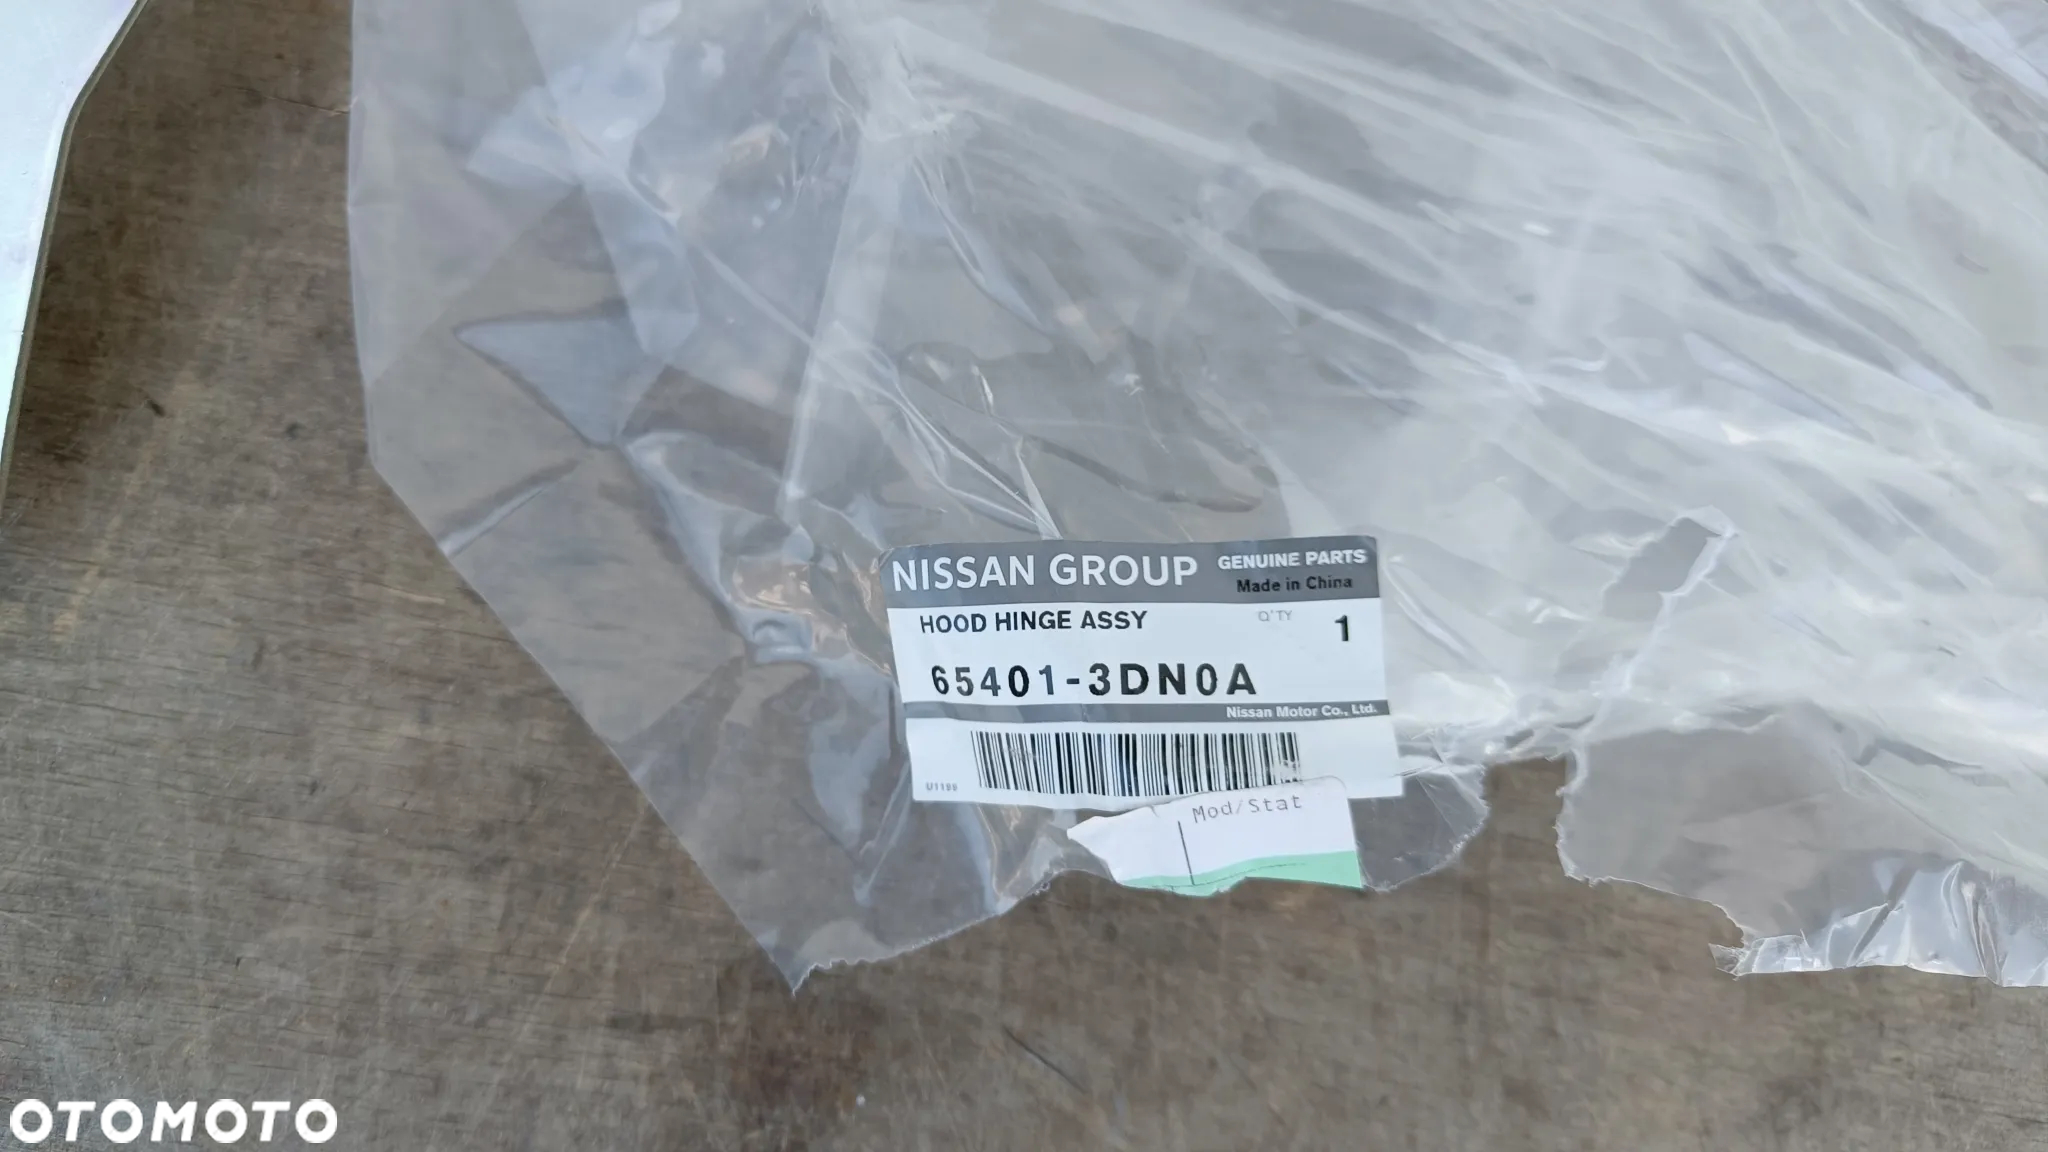 NISSAN GROUP GENUINE PARTS
Made in China
HOOD HINGE ASSY Q'TY 1
65401-3DN0A
Nissan Motor Co., Ltd.
U1199
Mod/Stat
OTOMOTO